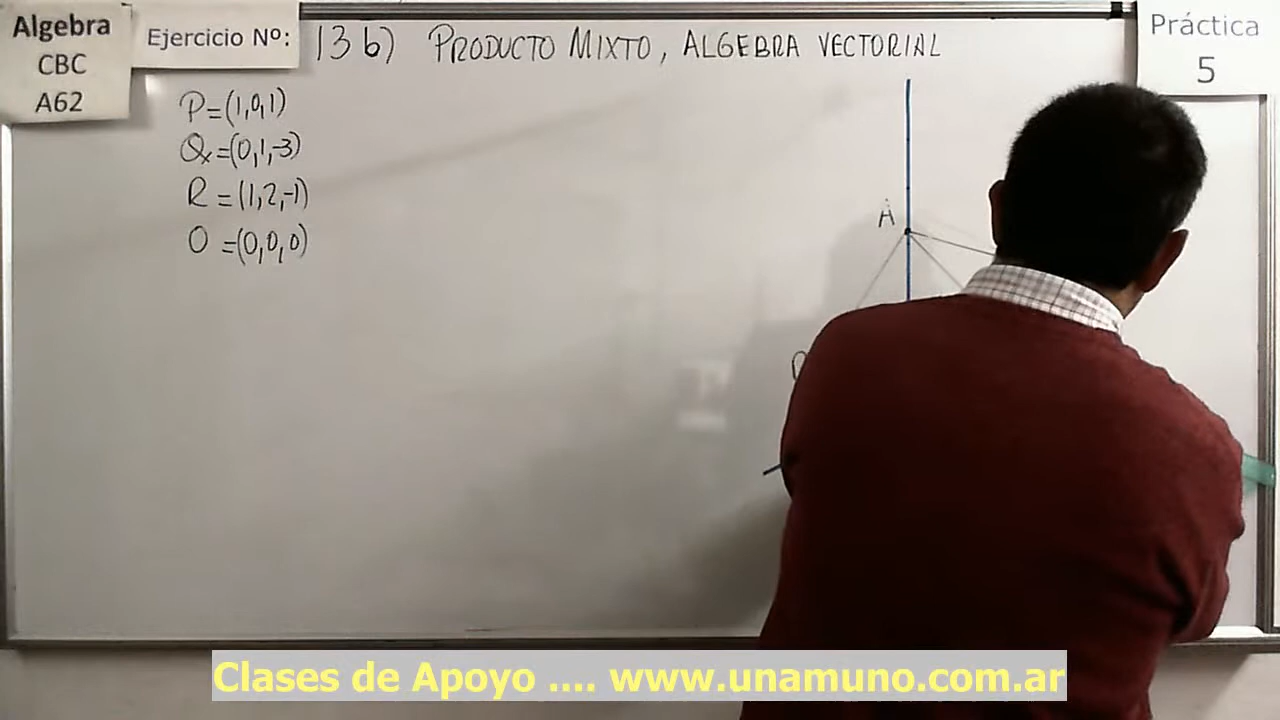 Algebra
CBC
A62
Ejercicio Nº:
13 b) PRODUCTO MIXTO, ALGEBRA VECTORIAL
Práctica
5
P=(1,0,1)
Q=(0,1,-3)
R=(1,2,-1)
O=(0,0,0)
A
Clases de Apoyo .... www.unamuno.com.ar